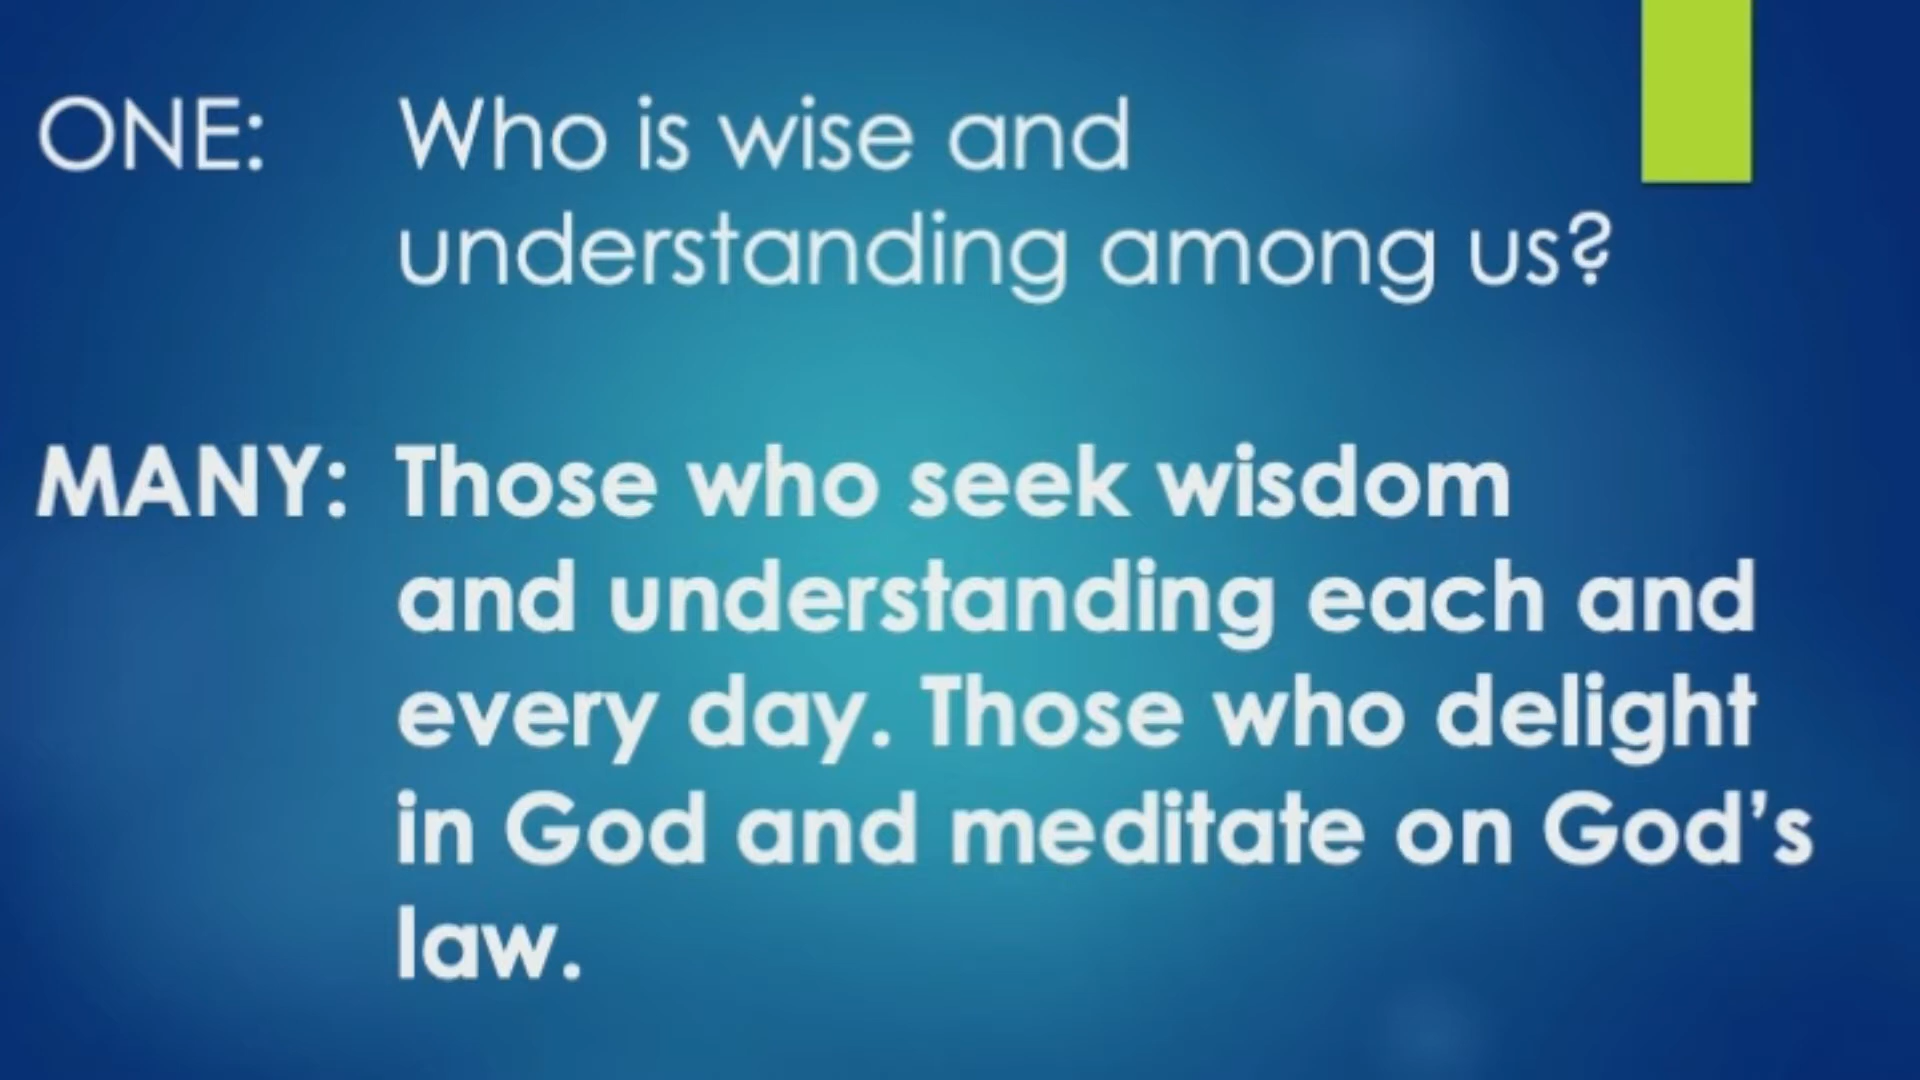 ONE: Who is wise and
understanding among us?
MANY: Those who seek wisdom
and understanding each and
every day. Those who delight
in God and meditate on God’s
law.